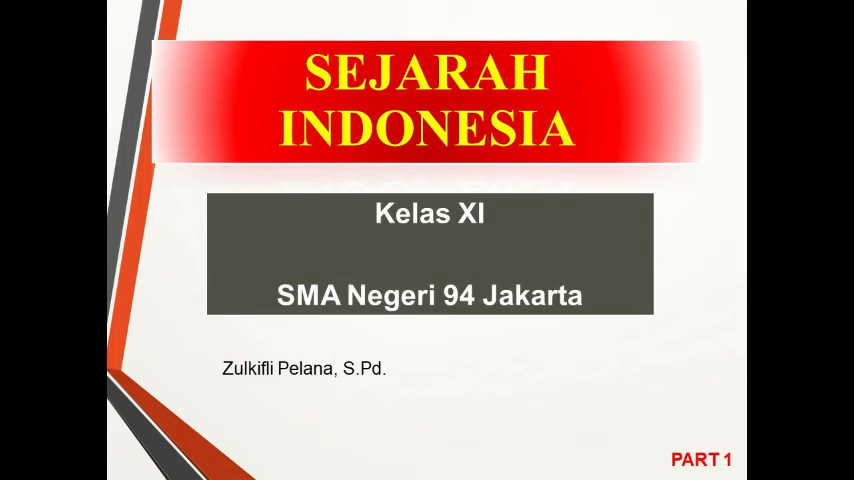 SEJARAH
INDONESIA
Kelas XI
SMA Negeri 94 Jakarta
Zulkifli Pelana, S.Pd.
PART 1